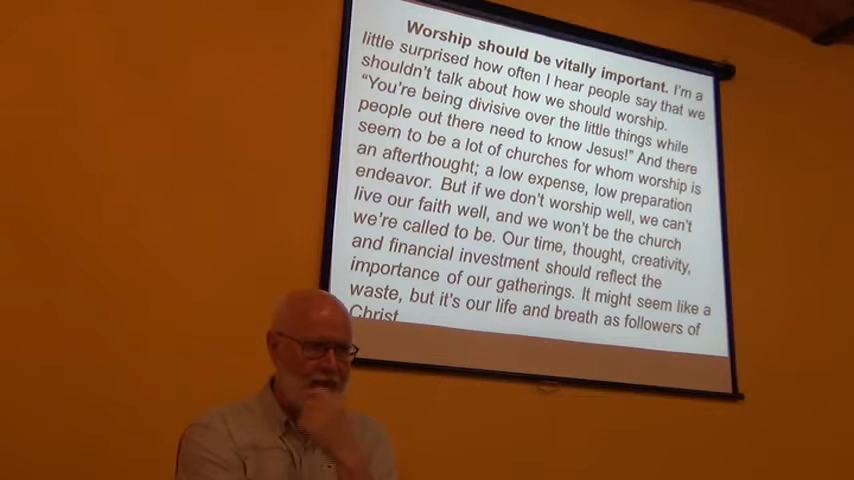 Worship should be vitally important. I'm a
little surprised how often I hear people say that we
shouldn't talk about how we should worship.
"You're being divisive over the little things while
people out there need to know Jesus!" And there
seem to be a lot of churches for whom worship is
an afterthought; a low expense, low preparation
endeavor. But if we don't worship well, we can't
live our faith well, and we won't be the church
we're called to be. Our time, thought, creativity,
and financial investment should reflect the
importance of our gatherings. It might seem like a
waste, but it's our life and breath as followers of
Christ